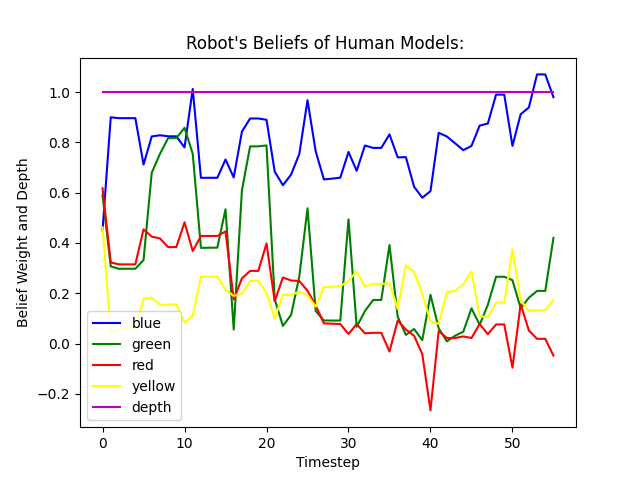 Robot's Beliefs of Human Models:
Belief Weight and Depth
1.0
0.8
0.6
0.4
0.2
0.0
−0.2
blue
green
red
yellow
depth
0 10 20 30 40 50
Timestep